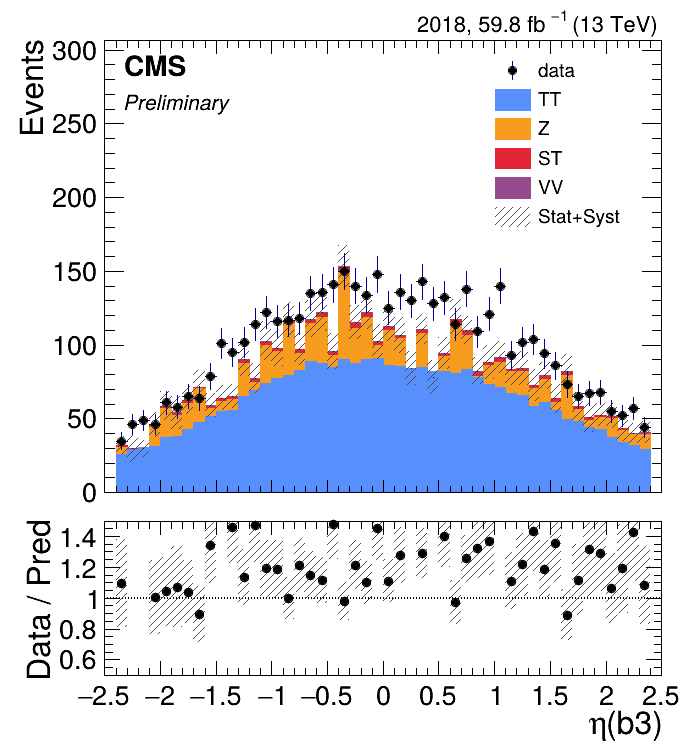 2018, 59.8 fb⁻¹ (13 TeV)
Events
300
250
200
150
100
50
0
CMS
Preliminary
data
TT
Z
ST
VV
Stat+Syst
Data / Pred
1.4
1.2
1
0.8
0.6
−2.5 −2 −1.5 −1 −0.5 0 0.5 1 1.5 2 2.5
η(b3)